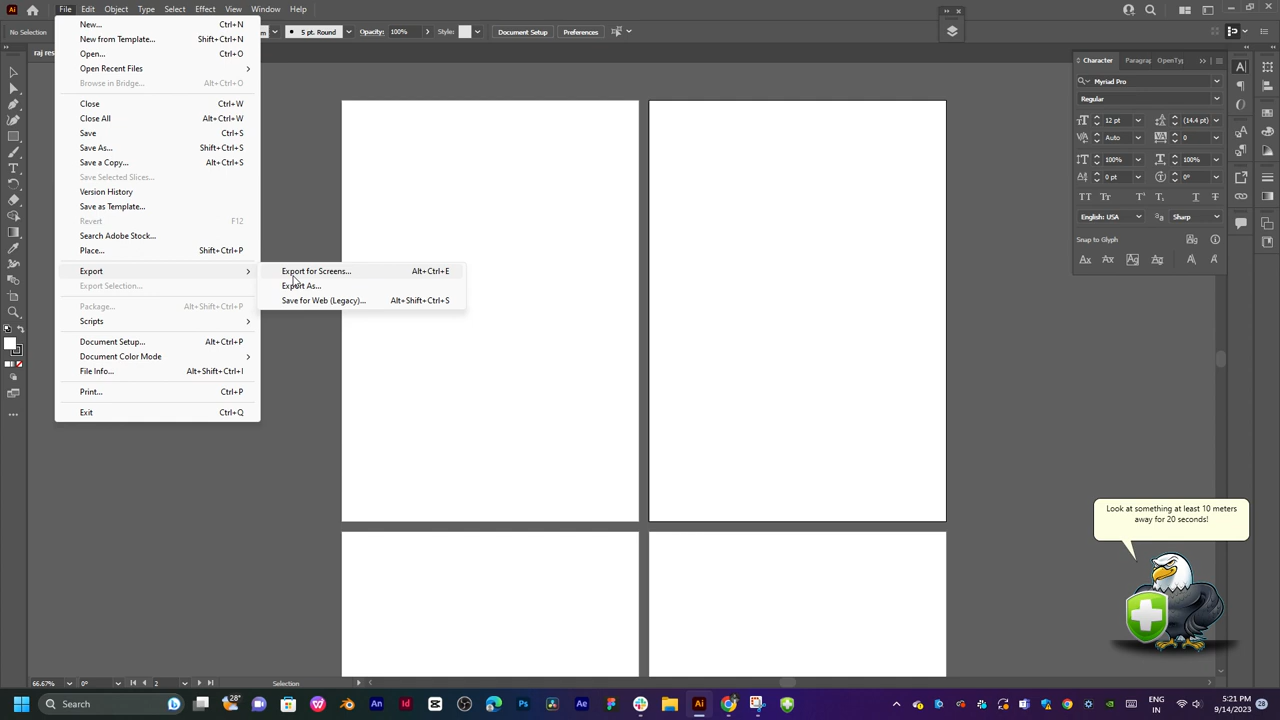 File Edit Object Type Select Effect View Window Help
No Selection
5 pt. Round
Opacity: 100%
Style:
Document Setup
Preferences
New... Ctrl+N
New from Template... Shift+Ctrl+N
Open... Ctrl+O
Open Recent Files
Browse in Bridge... Alt+Ctrl+O
Close Ctrl+W
Close All Alt+Ctrl+W
Save Ctrl+S
Save As... Shift+Ctrl+S
Save a Copy... Alt+Ctrl+S
Save Selected Slices...
Version History
Save as Template...
Revert F12
Search Adobe Stock...
Place... Shift+Ctrl+P
Export
Export Selection...
Package... Alt+Shift+Ctrl+P
Scripts
Document Setup... Alt+Ctrl+P
Document Color Mode
File Info... Alt+Shift+Ctrl+I
Print... Ctrl+P
Exit Ctrl+Q
Export for Screens... Alt+Ctrl+E
Export As...
Save for Web (Legacy)... Alt+Shift+Ctrl+S
Character Paragrap OpenTyp
Myriad Pro
Regular
12 pt (14.4 pt)
Auto 0
100% 100%
0 pt 0°
English: USA Sharp
Snap to Glyph
Look at something at least 10 meters
away for 20 seconds!
66.67% 0° 2 Selection
Search
28°
ENG
IN
5:21 PM
9/14/2023